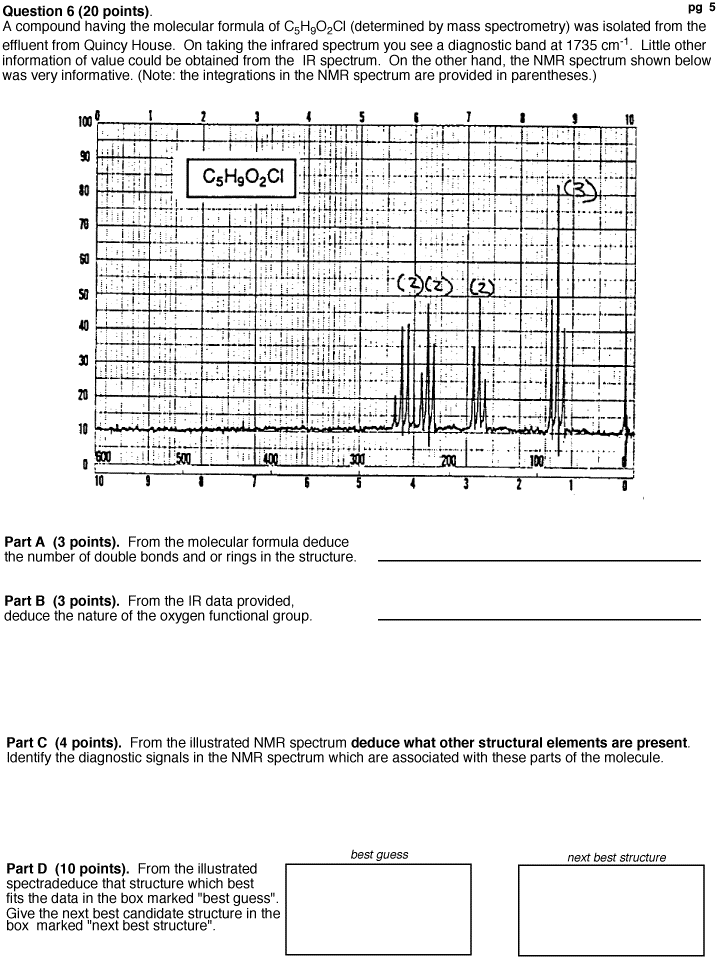 pg 5
Question 6 (20 points).
A compound having the molecular formula of C₅H₉O₂Cl (determined by mass spectrometry) was isolated from the
effluent from Quincy House. On taking the infrared spectrum you see a diagnostic band at 1735 cm⁻¹. Little other
information of value could be obtained from the IR spectrum. On the other hand, the NMR spectrum shown below
was very informative. (Note: the integrations in the NMR spectrum are provided in parentheses.)
0 1 2 3 4 5 6 7 8 9 10
100
90
C₅H₉O₂Cl
(3)
80
70
60
(2)(2) (2)
50
40
30
20
10
0
600 500 400 300 200 100 0
10 9 8 7 6 5 4 3 2 1 0
Part A (3 points). From the molecular formula deduce
the number of double bonds and or rings in the structure.
Part B (3 points). From the IR data provided,
deduce the nature of the oxygen functional group.
Part C (4 points). From the illustrated NMR spectrum deduce what other structural elements are present.
Identify the diagnostic signals in the NMR spectrum which are associated with these parts of the molecule.
best guess
next best structure
Part D (10 points). From the illustrated
spectradeduce that structure which best
fits the data in the box marked "best guess".
Give the next best candidate structure in the
box marked "next best structure".